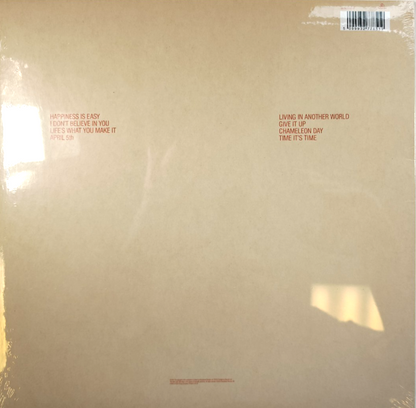 HAPPINESS IS EASY
I DON'T BELIEVE IN YOU
LIFE'S WHAT YOU MAKE IT
APRIL 5th
LIVING IN ANOTHER WORLD
GIVE IT UP
CHAMELEON DAY
TIME IT'S TIME